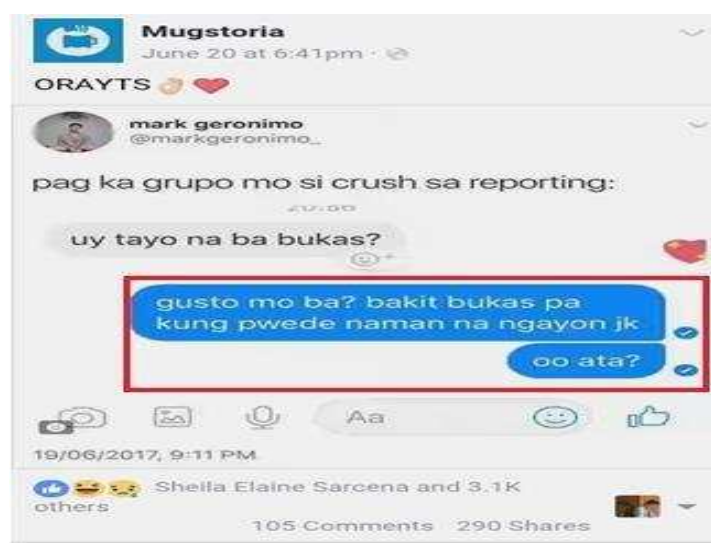 Mugstoria
June 20 at 6:41pm ·
ORAYTS 👌🏻❤️
mark geronimo
@markgeronimo_
pag ka grupo mo si crush sa reporting:
uy tayo na ba bukas?
gusto mo ba? bakit bukas pa
kung pwede naman na ngayon jk
oo ata?
Aa
19/06/2017, 9:11 PM
Sheila Elaine Sarcena and 3.1K
others
105 Comments 290 Shares